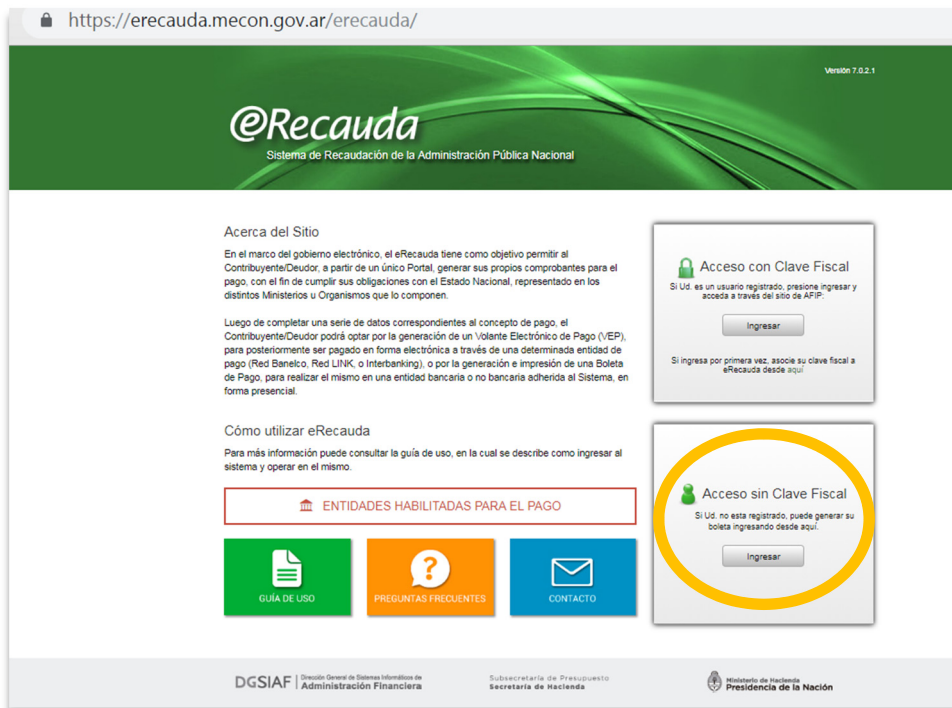 https://erecauda.mecon.gov.ar/erecauda/
Versión 7.0.2.1
@Recauda
Sistema de Recaudación de la Administración Pública Nacional
Acerca del Sitio
En el marco del gobierno electrónico, el eRecauda tiene como objetivo permitir al
Contribuyente/Deudor, a partir de un único Portal, generar sus propios comprobantes para el
pago, con el fin de cumplir sus obligaciones con el Estado Nacional, representado en los
distintos Ministerios u Organismos que lo componen.
Luego de completar una serie de datos correspondientes al concepto de pago, el
Contribuyente/Deudor podrá optar por la generación de un Volante Electrónico de Pago (VEP),
para posteriormente ser pagado en forma electrónica a través de una determinada entidad de
pago (Red Banelco, Red LINK, o Interbanking), o por la generación e impresión de una Boleta
de Pago, para realizar el mismo en una entidad bancaria o no bancaria adherida al Sistema, en
forma presencial.
Cómo utilizar eRecauda
Para más información puede consultar la guía de uso, en la cual se describe como ingresar al
sistema y operar en el mismo.
ENTIDADES HABILITADAS PARA EL PAGO
GUÍA DE USO
PREGUNTAS FRECUENTES
CONTACTO
Acceso con Clave Fiscal
Si Ud. es un usuario registrado, presione ingresar y
acceda a través del sitio de AFIP:
Ingresar
Si ingresa por primera vez, asocie su clave fiscal a
eRecauda desde aquí
Acceso sin Clave Fiscal
Si Ud. no esta registrado, puede generar su
boleta ingresando desde aquí.
Ingresar
DGSIAF
Dirección General de Sistemas Informáticos de
Administración Financiera
Subsecretaría de Presupuesto
Secretaría de Hacienda
Ministerio de Hacienda
Presidencia de la Nación